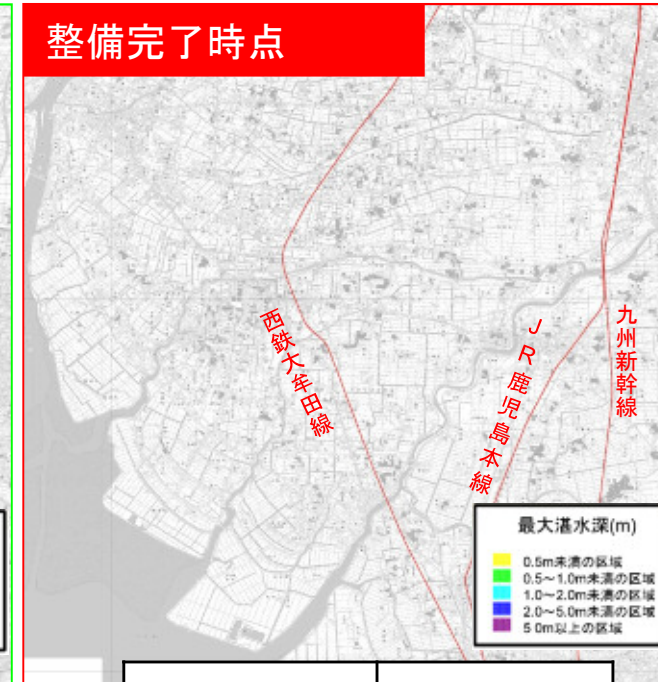 整備完了時点
西鉄大牟田線
JR鹿児島本線
九州新幹線
最大湛水深(m)
0.5m未満の区域
0.5～1.0m未満の区域
1.0～2.0m未満の区域
2.0～5.0m未満の区域
5.0m以上の区域